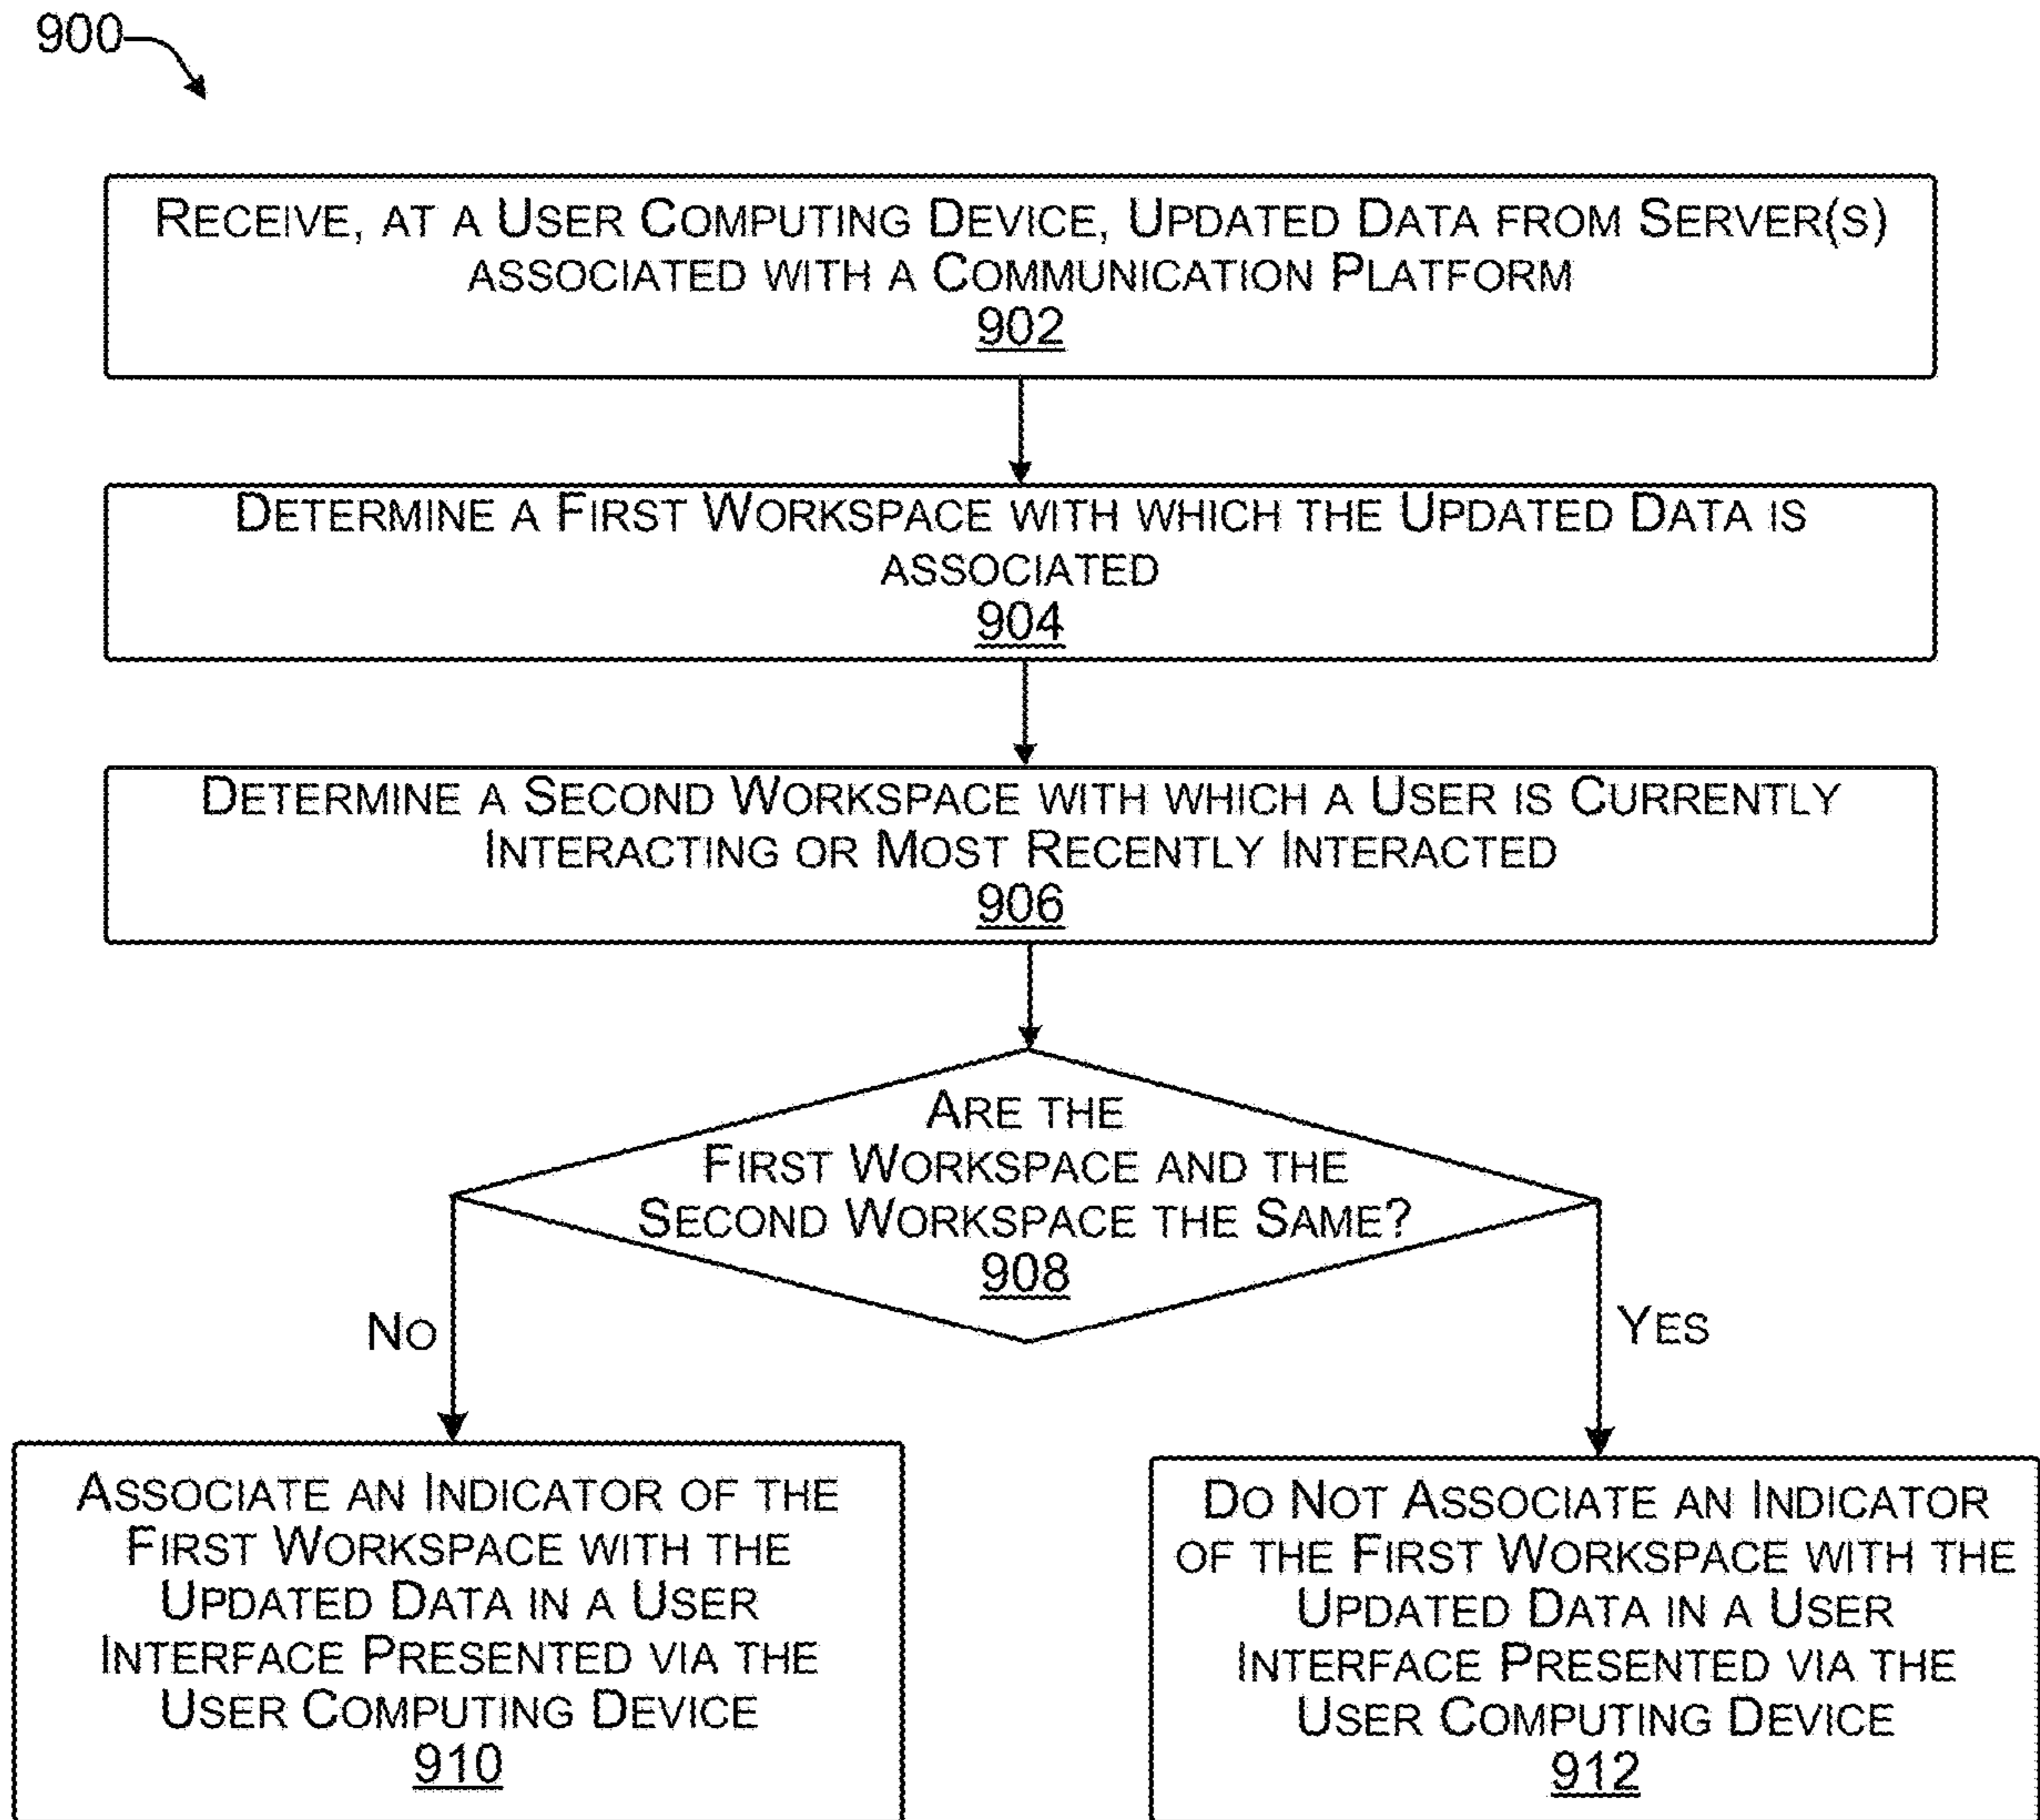 900
RECEIVE, AT A USER COMPUTING DEVICE, UPDATED DATA FROM SERVER(S)
ASSOCIATED WITH A COMMUNICATION PLATFORM
902
DETERMINE A FIRST WORKSPACE WITH WHICH THE UPDATED DATA IS
ASSOCIATED
904
DETERMINE A SECOND WORKSPACE WITH WHICH A USER IS CURRENTLY
INTERACTING OR MOST RECENTLY INTERACTED
906
ARE THE
FIRST WORKSPACE AND THE
SECOND WORKSPACE THE SAME?
908
NO
YES
ASSOCIATE AN INDICATOR OF THE
FIRST WORKSPACE WITH THE
UPDATED DATA IN A USER
INTERFACE PRESENTED VIA THE
USER COMPUTING DEVICE
910
DO NOT ASSOCIATE AN INDICATOR
OF THE FIRST WORKSPACE WITH THE
UPDATED DATA IN A USER
INTERFACE PRESENTED VIA THE
USER COMPUTING DEVICE
912